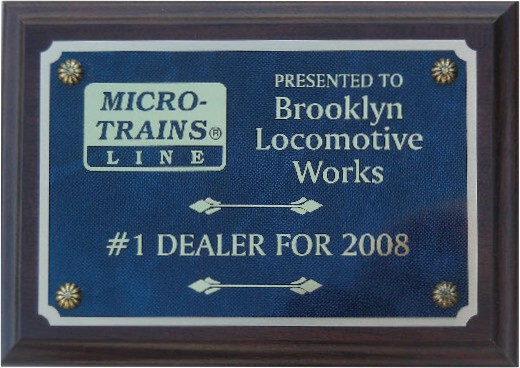 MICRO-
TRAINS®
LINE
PRESENTED TO
Brooklyn
Locomotive
Works
#1 DEALER FOR 2008